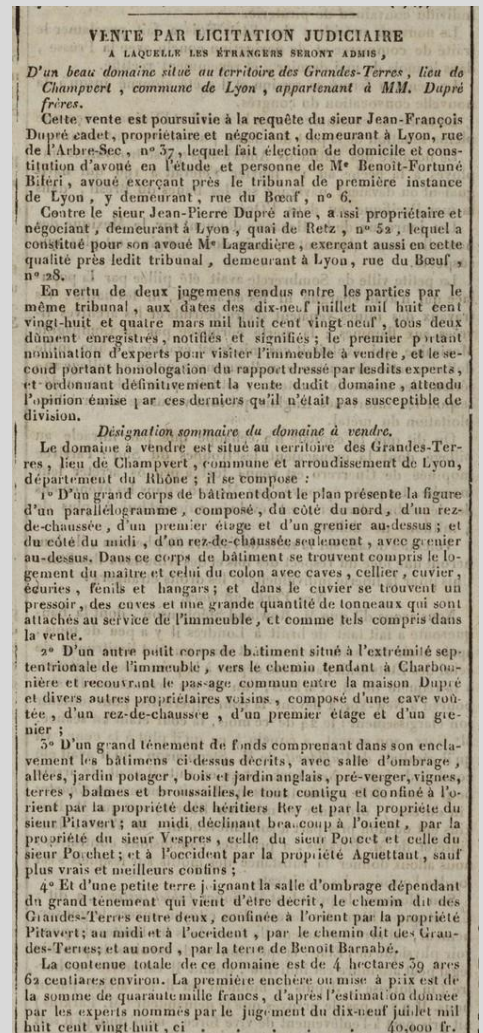 VENTE PAR LICITATION JUDICIAIRE
A LAQUELLE LES ÉTRANGERS SERONT ADMIS,
D'un beau domaine situé au territoire des Grandes-Terres, lieu de
Champvert, commune de Lyon, appartenant à MM. Dupré
frères.
Cette vente est poursuivie à la requête du sieur Jean-François
Dupré cadet, propriétaire et négociant, demeurant à Lyon, rue
de l'Arbre-Sec, n° 37, lequel fait élection de domicile et cons-
titution d'avoué en l'étude et personne de Me Benoît-Fortuné
Biféri, avoué exerçant près le tribunal de première instance
de Lyon, y demeurant, rue du Bœuf, n° 6.
Contre le sieur Jean-Pierre Dupré aîné, aussi propriétaire et
négociant, demeurant à Lyon, quai de Retz, n° 52, lequel a
constitué pour son avoué Me Lagardière, exerçant aussi en cette
qualité près ledit tribunal, demeurant à Lyon, rue du Bœuf,
n° 28.
En vertu de deux jugemens rendus entre les parties par le
même tribunal, aux dates des dix-neuf juillet mil huit cent
vingt-huit et quatre mars mil huit cent vingt neuf, tous deux
dûment enregistrés, notifiés et signifiés; le premier portant
nomination d'experts pour visiter l'immeuble à vendre, et le se-
cond portant homologation du rapport dressé par lesdits experts,
et ordonnant définitivement la vente dudit domaine, attendu
l'opinion émise par ces derniers qu'il n'était pas susceptible de
division.
Désignation sommaire du domaine à vendre.
Le domaine à vendre est situé au territoire des Grandes-Ter-
res, lieu de Champvert, commune et arroudissement de Lyon,
département du Rhône; il se compose :
1° D'un grand corps de bâtiment dont le plan présente la figure
d'un parallélogramme, composé, du côté du nord, d'un rez-
de-chaussée, d'un premier étage et d'un grenier au-dessus; et
du côté du midi, d'un rez-de-chaussée seulement, avec grenier
au-dessus. Dans ce corps de bâtiment se trouvent compris le lo-
gement du maître et celui du colon avec caves, cellier, cuvier,
écuries, fénils et hangars; et dans le cuvier se trouvent un
pressoir, des cuves et une grande quantité de tonneaux qui sont
attachés au service de l'immeuble, et comme tels compris dans
la vente.
2° D'un autre petit corps de bâtiment situé à l'extrémité sep-
tentrionale de l'immeuble, vers le chemin tendant à Charbon-
nière et recouvrant le passage commun entre la maison Dupré
et divers autres propriétaires voisins, composé d'une cave voû-
tée, d'un rez-de-chaussée, d'un premier étage et d'un gre-
nier;
3° D'un grand ténement de fonds comprenant dans son encla-
vement les bâtimens ci-dessus décrits, avec salle d'ombrage,
allées, jardin potager, bois et jardin anglais, pré-verger, vignes,
terres, balmes et broussailles, le tout contigu et confiné à l'o-
rient par la propriété des héritiers Rey et par la propriété du
sieur Pitavert; au midi déclinant beaucoup à l'orient, par la
propriété du sieur Vespres, celle du sieur Poncet et celle du
sieur Ponchet; et à l'occident par la propriété Aguettant, sauf
plus vrais et meilleurs confins;
4° Et d'une petite terre joignant la salle d'ombrage dépendant
du grand ténement qui vient d'être décrit, le chemin dit des
Grandes-Terres entre deux, confinée à l'orient par la propriété
Pitavert; au midi et à l'occident, par le chemin dit des Gran-
des-Terres; et au nord, par la terre de Benoît Barnabé.
La contenue totale de ce domaine est de 4 hectares 39 ares
62 centiares environ. La première enchère ou mise à prix est de
la somme de quarante mille francs, d'après l'estimation donnée
par les experts nommés par le jugement du dix-neuf juillet mil
huit cent vingt huit, ci . . . . 40,000 fr.